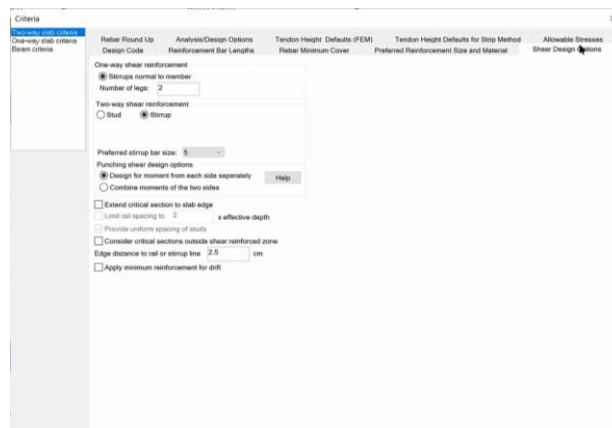 Criteria
Two-way slab criteria
One-way slab criteria
Beam criteria
Rebar Round Up Analysis/Design Options Tendon Height Defaults (FEM) Tendon Height Defaults for Strip Method Allowable Stresses
Design Code Reinforcement Bar Lengths Rebar Minimum Cover Preferred Reinforcement Size and Material Shear Design Options
One-way shear reinforcement
Stirrups normal to member
Number of legs: 2
Two-way shear reinforcement
Stud Stirrup
Preferred stirrup bar size: 5
Punching shear design options
Design for moment from each side seperately Help
Combine moments of the two sides
Extend critical section to slab edge
Limit rail spacing to 2 x effective depth
Provide uniform spacing of studs
Consider critical sections outside shear reinforced zone
Edge distance to rail or stirrup line 2.5 cm
Apply minimum reinforcement for drift